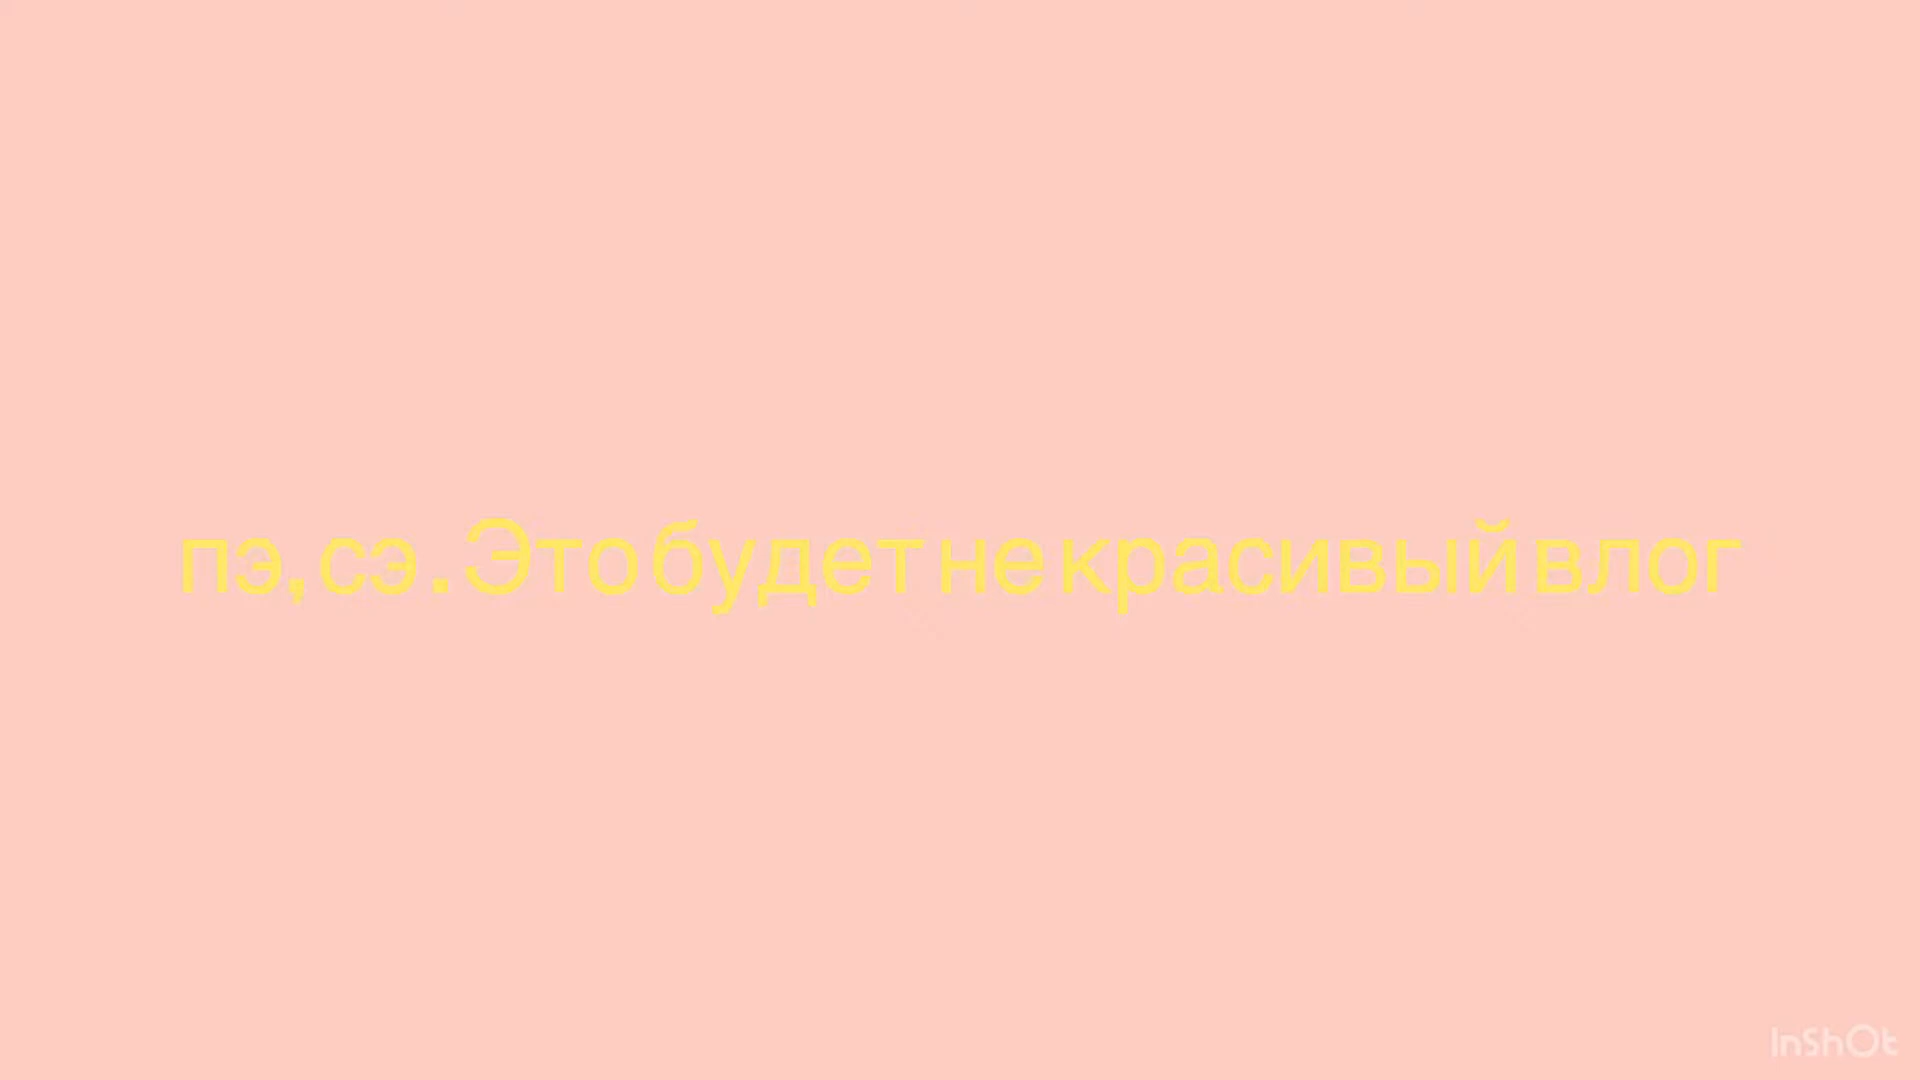 пэ, сэ . Это будет не красивый влог
InShOt